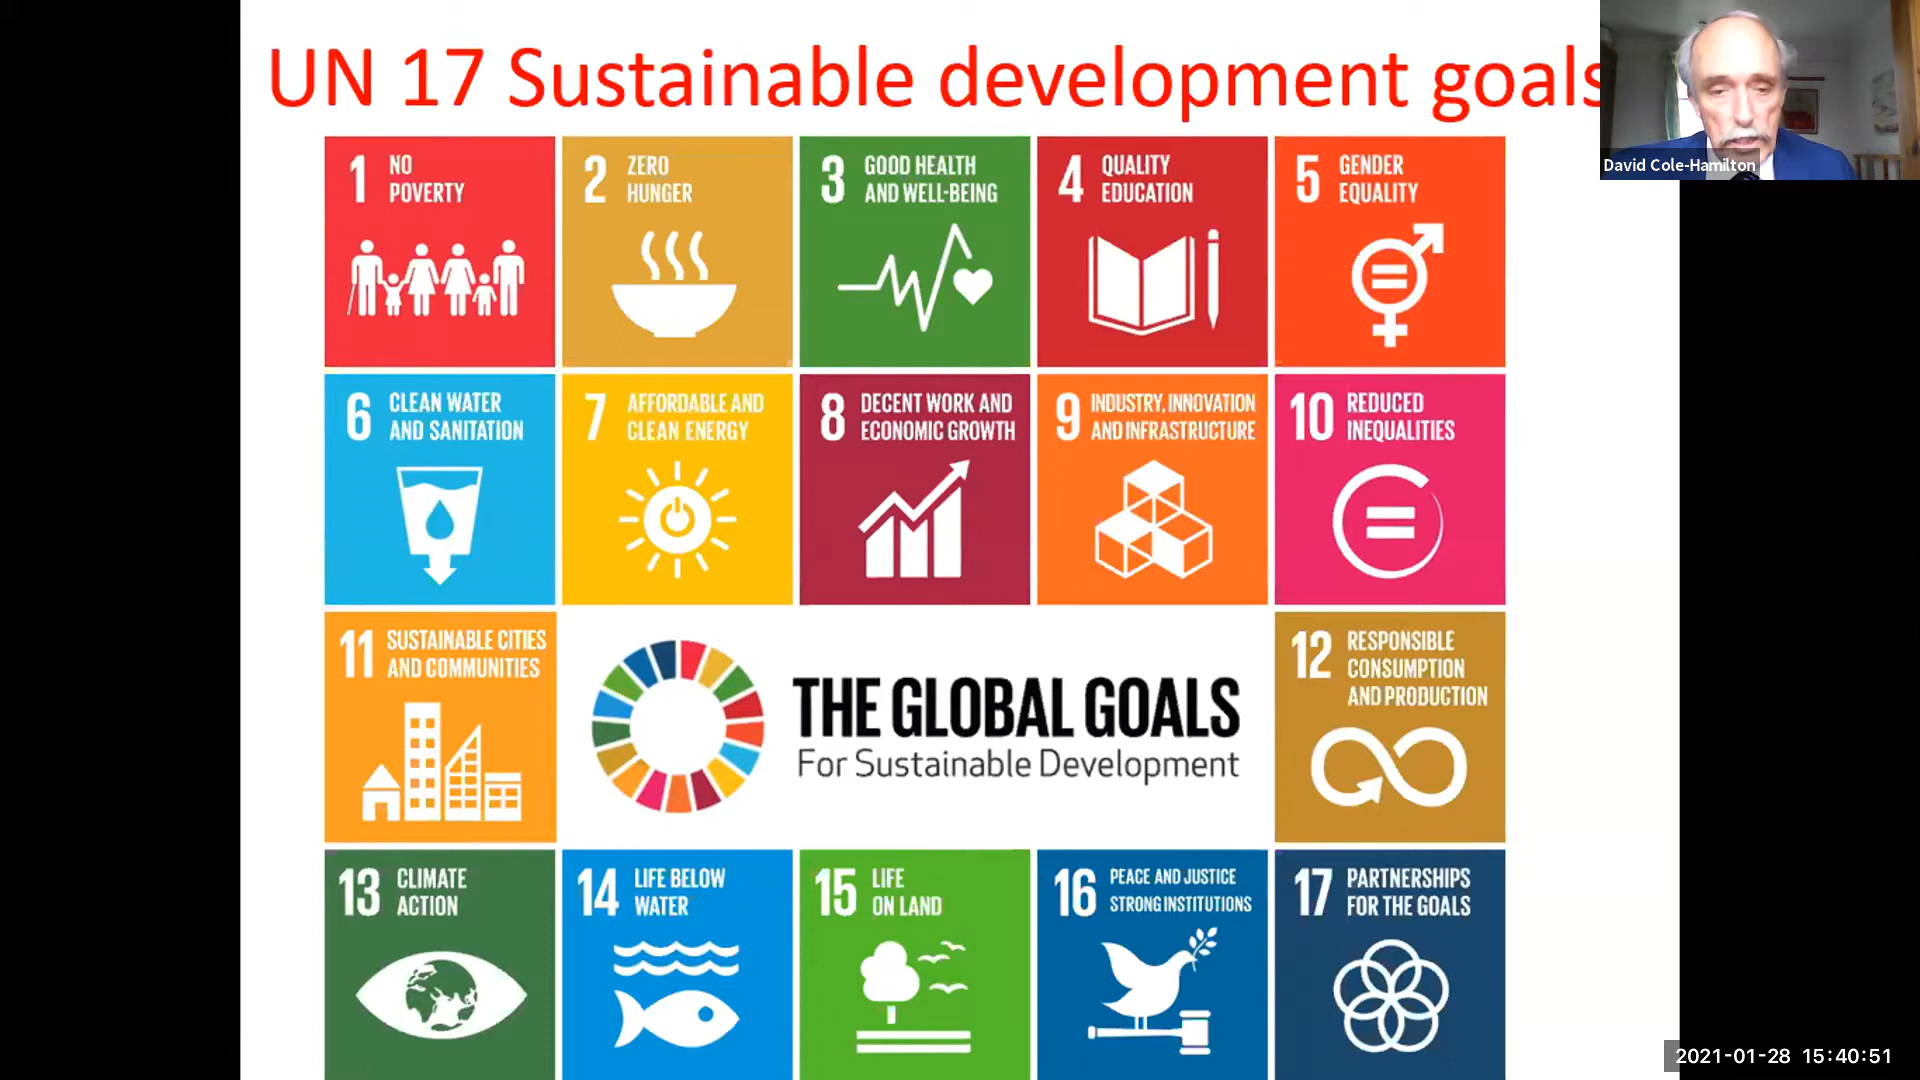 UN 17 Sustainable development goals
David Cole-Hamilton
1 NO
POVERTY
2 ZERO
HUNGER
3 GOOD HEALTH
AND WELL-BEING
4 QUALITY
EDUCATION
5 GENDER
EQUALITY
6 CLEAN WATER
AND SANITATION
7 AFFORDABLE AND
CLEAN ENERGY
8 DECENT WORK AND
ECONOMIC GROWTH
9 INDUSTRY, INNOVATION
AND INFRASTRUCTURE
10 REDUCED
INEQUALITIES
11 SUSTAINABLE CITIES
AND COMMUNITIES
THE GLOBAL GOALS
For Sustainable Development
12 RESPONSIBLE
CONSUMPTION
AND PRODUCTION
13 CLIMATE
ACTION
14 LIFE BELOW
WATER
15 LIFE
ON LAND
16 PEACE AND JUSTICE
STRONG INSTITUTIONS
17 PARTNERSHIPS
FOR THE GOALS
2021-01-28 15:40:51